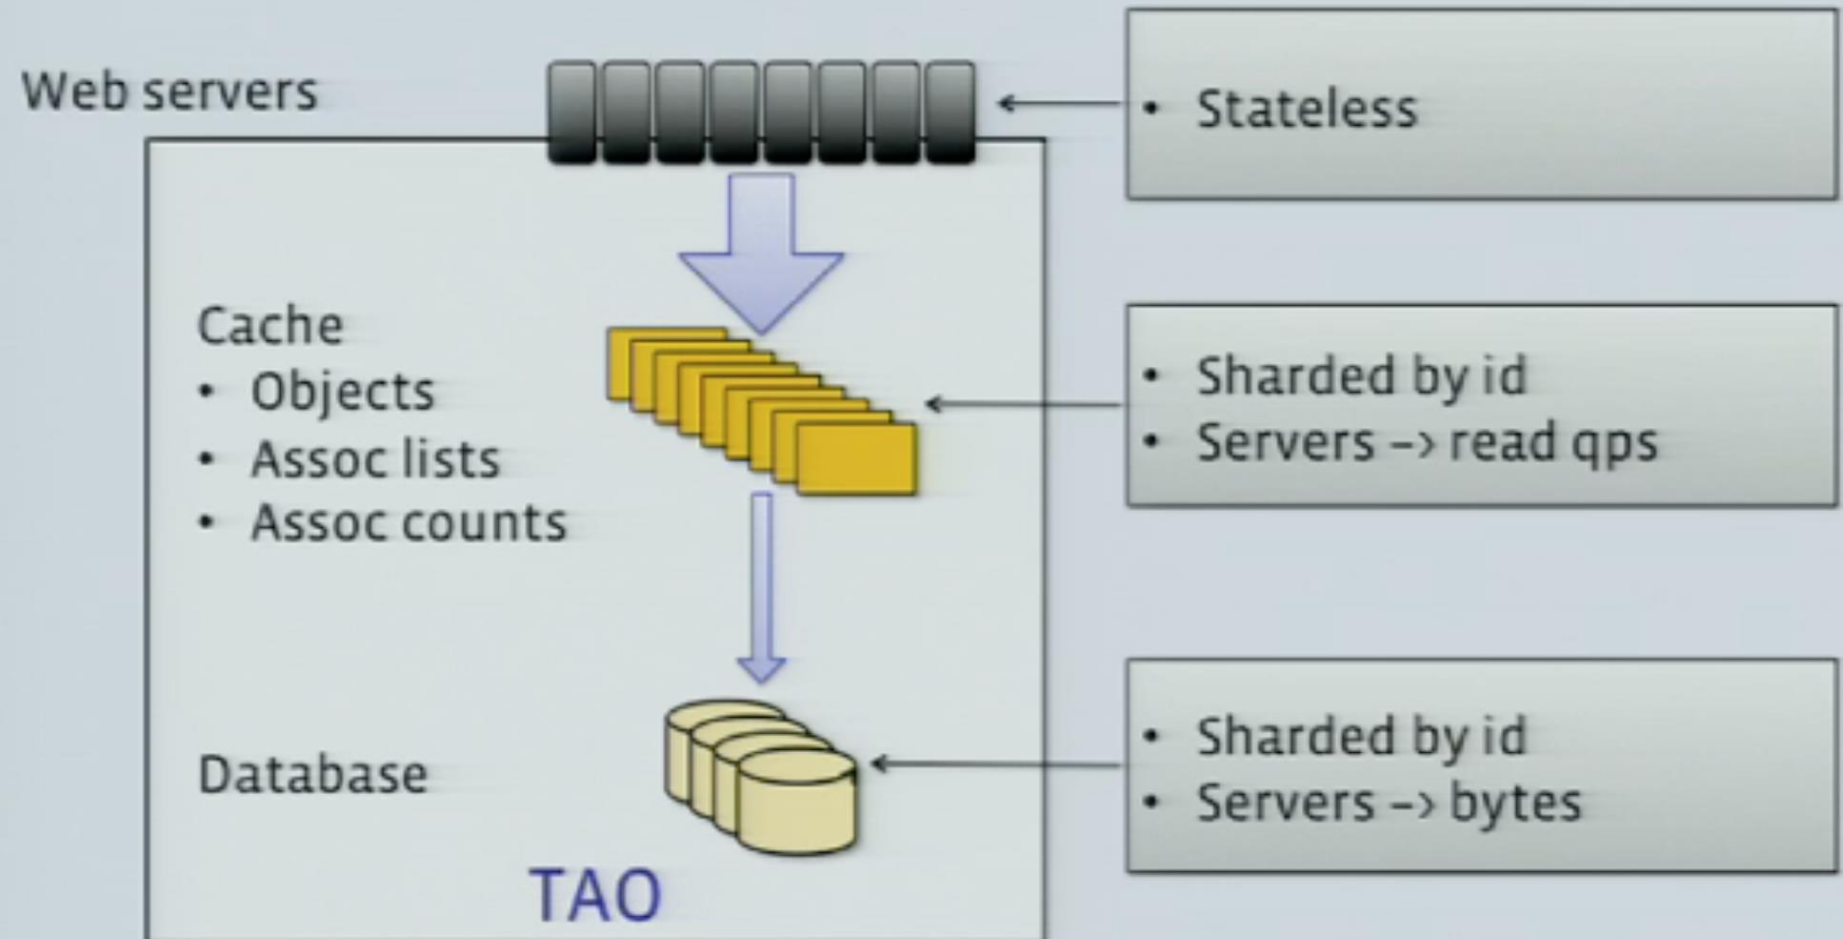 Web servers
• Stateless
Cache
• Objects
• Assoc lists
• Assoc counts
• Sharded by id
• Servers –> read qps
Database
• Sharded by id
• Servers –> bytes
TAO